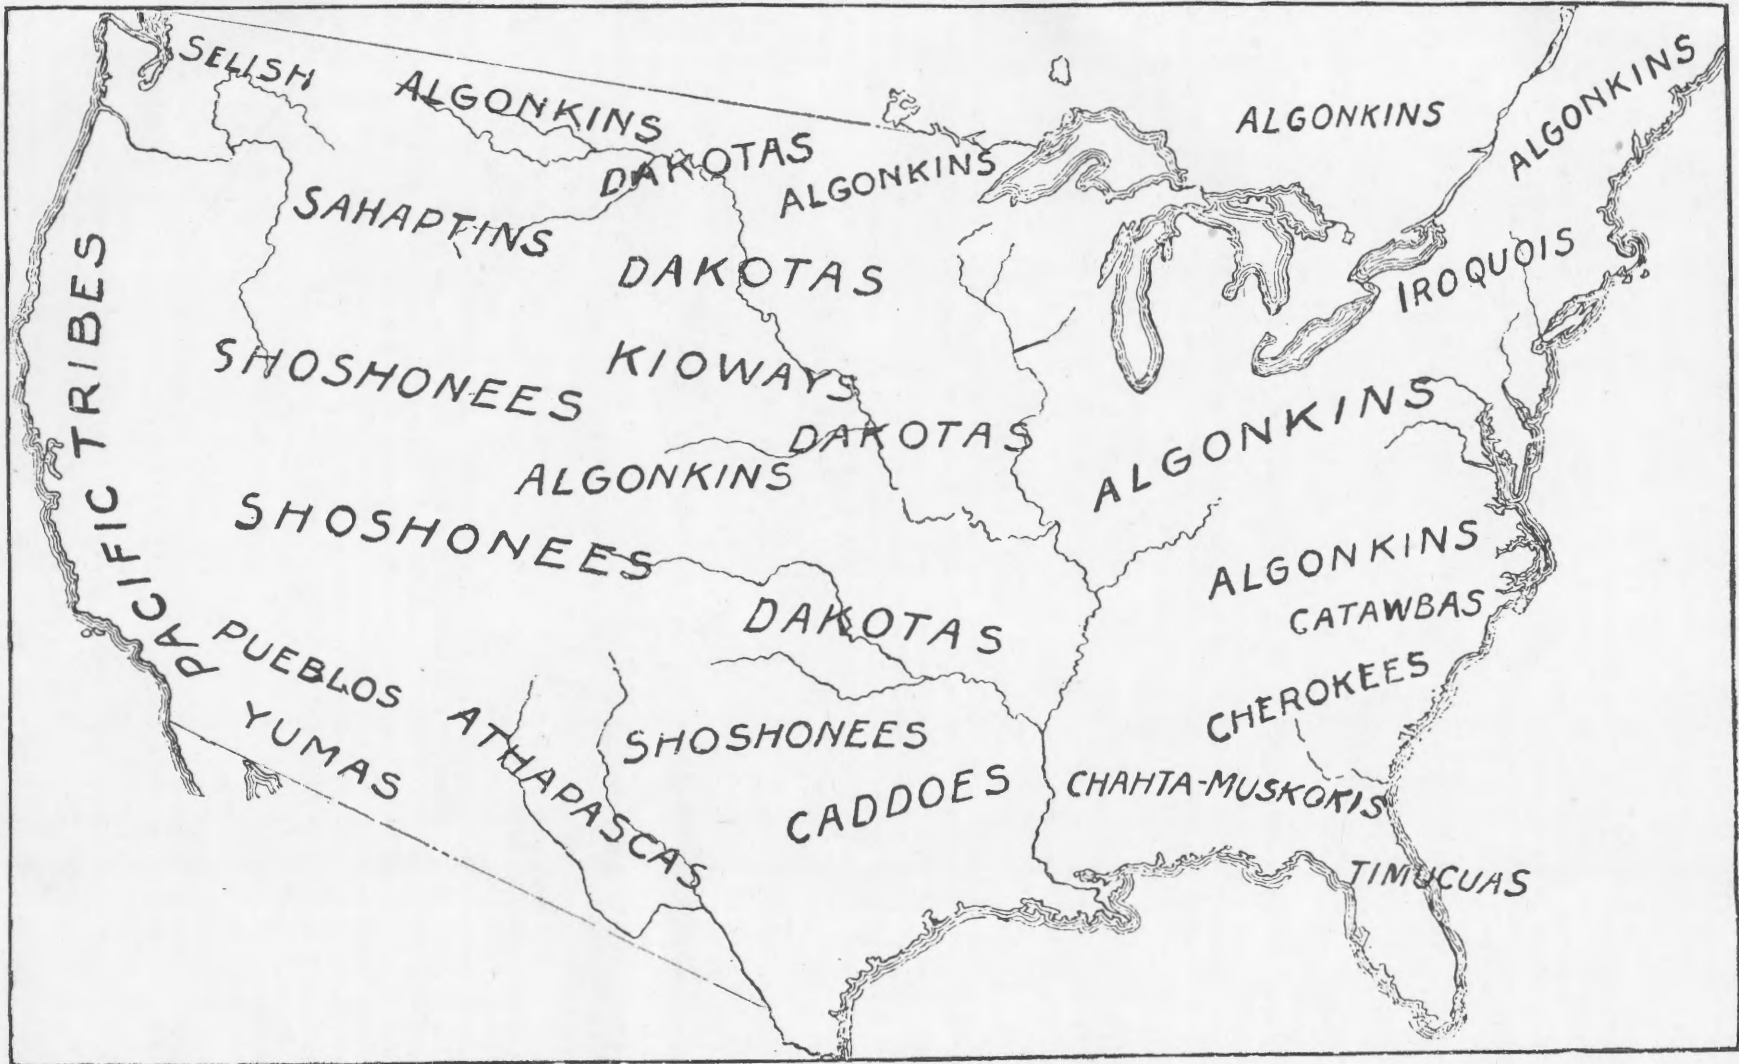 SELISH
ALGONKINS
ALGONKINS
ALGONKINS
DAKOTAS
ALGONKINS
SAHAPTINS
DAKOTAS
IROQUOIS
PACIFIC TRIBES
SHOSHONEES
KIOWAYS
DAKOTAS
ALGONKINS
ALGONKINS
SHOSHONEES
ALGONKINS
CATAWBAS
DAKOTAS
PUEBLOS
CHEROKEES
YUMAS
ATHAPASCAS
SHOSHONEES
CADDOES
CHAHTA-MUSKOKIS
TIMUCUAS